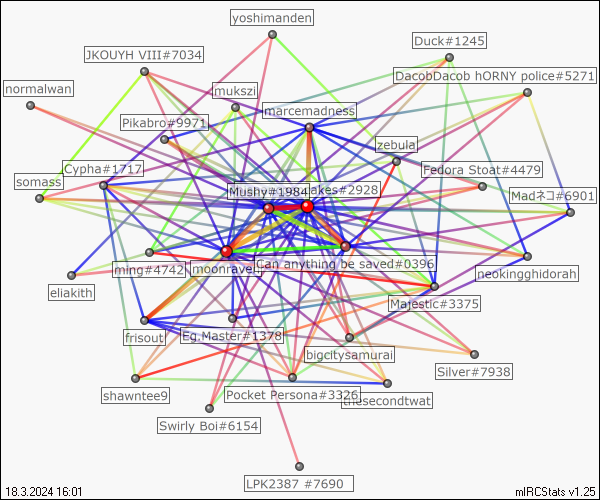 yoshimanden
Duck#1245
JKOUYH VIII#7034
DacobDacob hORNY police#5271
normalwan
mukszi
marcemadness
Pikabro#9971
zebula
Cypha#1717
Fedora Stoat#4479
somass
Mushy#1984
akes#2928
Madネコ#6901
ming#4742
moonravel
Can anything be saved#0396
neokingghidorah
eliakith
Majestic#3375
frisout
Eg.Master#1378
bigcitysamurai
Silver#7938
shawntee9
Pocket Persona#3326
thesecondtwat
Swirly Boi#6154
LPK2387 #7690
18.3.2024 16:01
mIRCStats v1.25